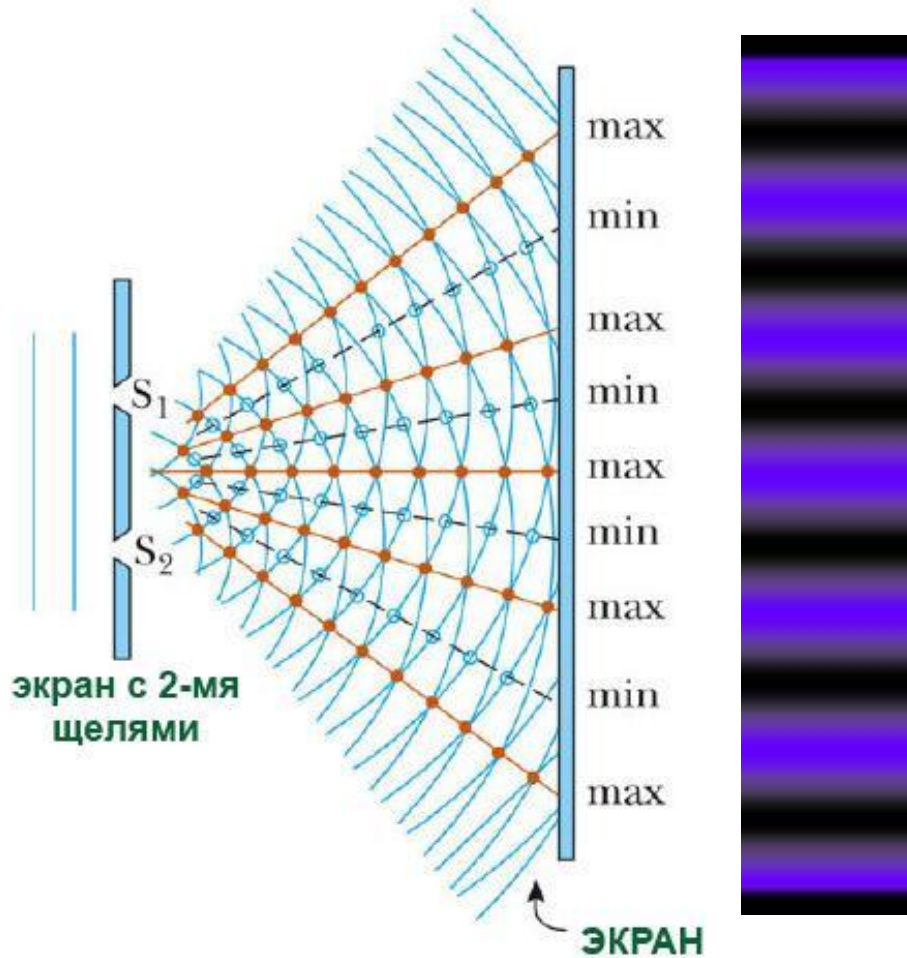 max
min
max
S₁
min
max
min
S₂
max
экран с 2-мя
щелями
min
max
ЭКРАН